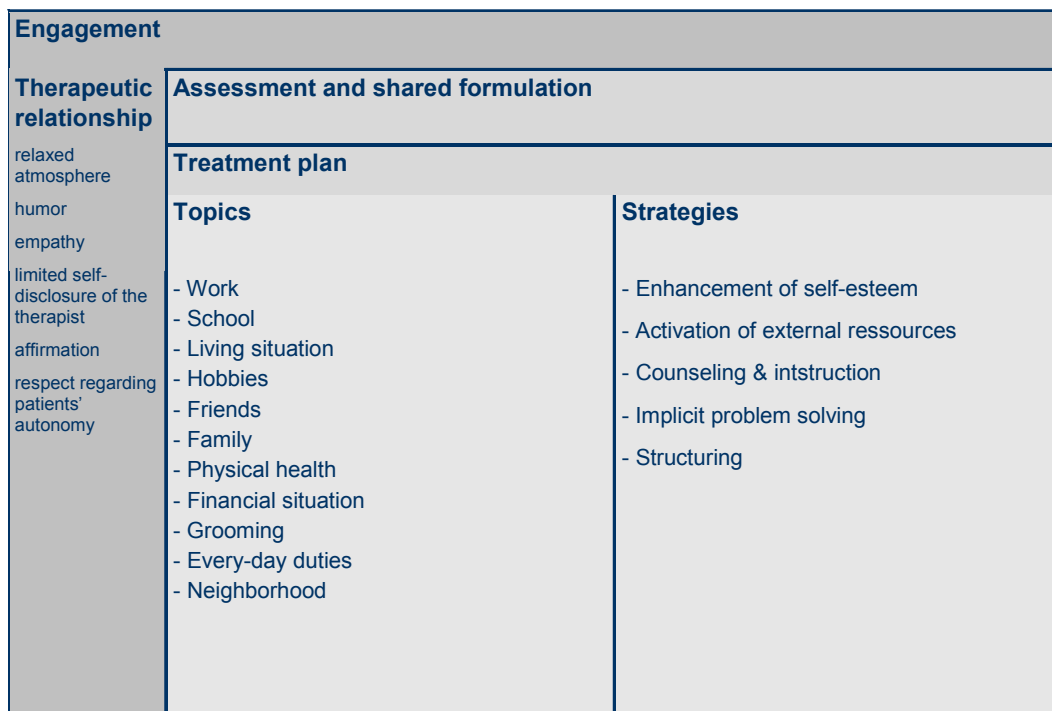 Engagement
Therapeutic
relationship
relaxed
atmosphere
humor
empathy
limited self-
disclosure of the
therapist
affirmation
respect regarding
patients’
autonomy
Assessment and shared formulation
Treatment plan
Topics
- Work
- School
- Living situation
- Hobbies
- Friends
- Family
- Physical health
- Financial situation
- Grooming
- Every-day duties
- Neighborhood
Strategies
- Enhancement of self-esteem
- Activation of external ressources
- Counseling & intstruction
- Implicit problem solving
- Structuring